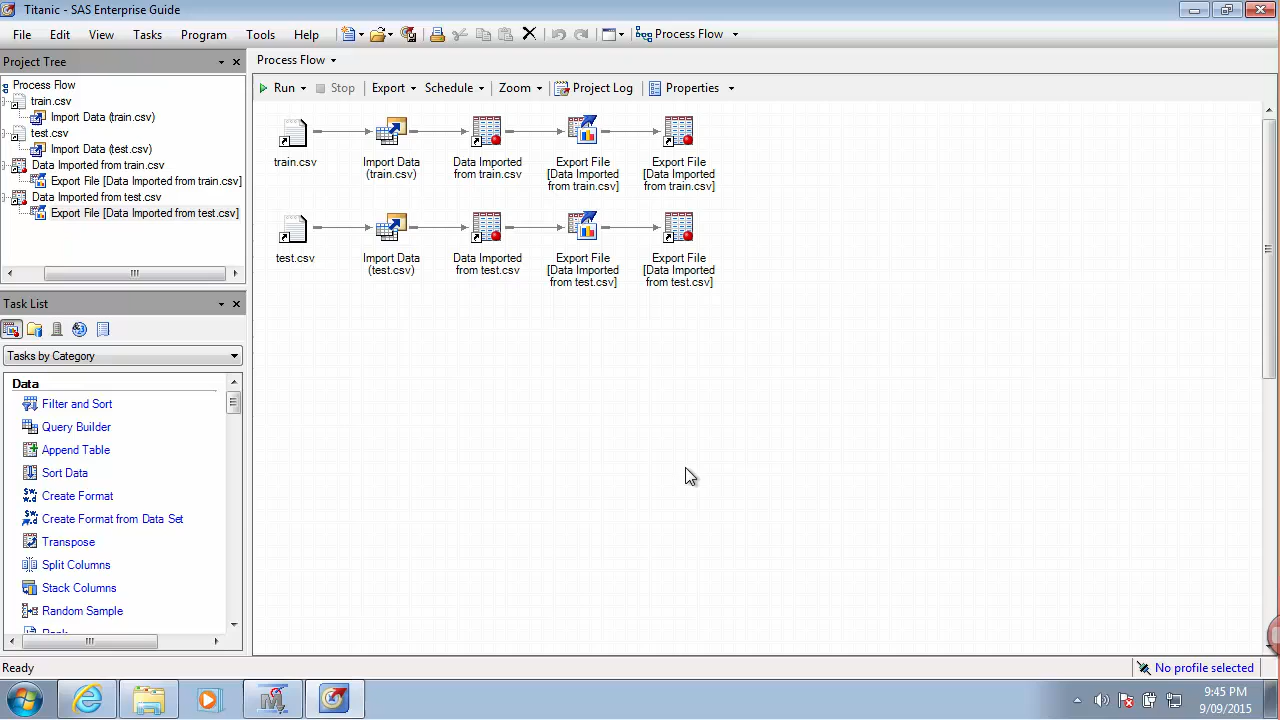 Titanic - SAS Enterprise Guide
File Edit View Tasks Program Tools Help Process Flow
Project Tree
Process Flow
train.csv
Import Data (train.csv)
test.csv
Import Data (test.csv)
Data Imported from train.csv
Export File [Data Imported from train.csv]
Data Imported from test.csv
Export File [Data Imported from test.csv]
Task List
Tasks by Category
Data
Filter and Sort
Query Builder
Append Table
Sort Data
Create Format
Create Format from Data Set
Transpose
Split Columns
Stack Columns
Random Sample
Process Flow
Run Stop Export Schedule Zoom Project Log Properties
train.csv
Import Data
(train.csv)
Data Imported
from train.csv
Export File
[Data Imported
from train.csv]
Export File
[Data Imported
from train.csv]
test.csv
Import Data
(test.csv)
Data Imported
from test.csv
Export File
[Data Imported
from test.csv]
Export File
[Data Imported
from test.csv]
Ready
No profile selected
9:45 PM
9/09/2015